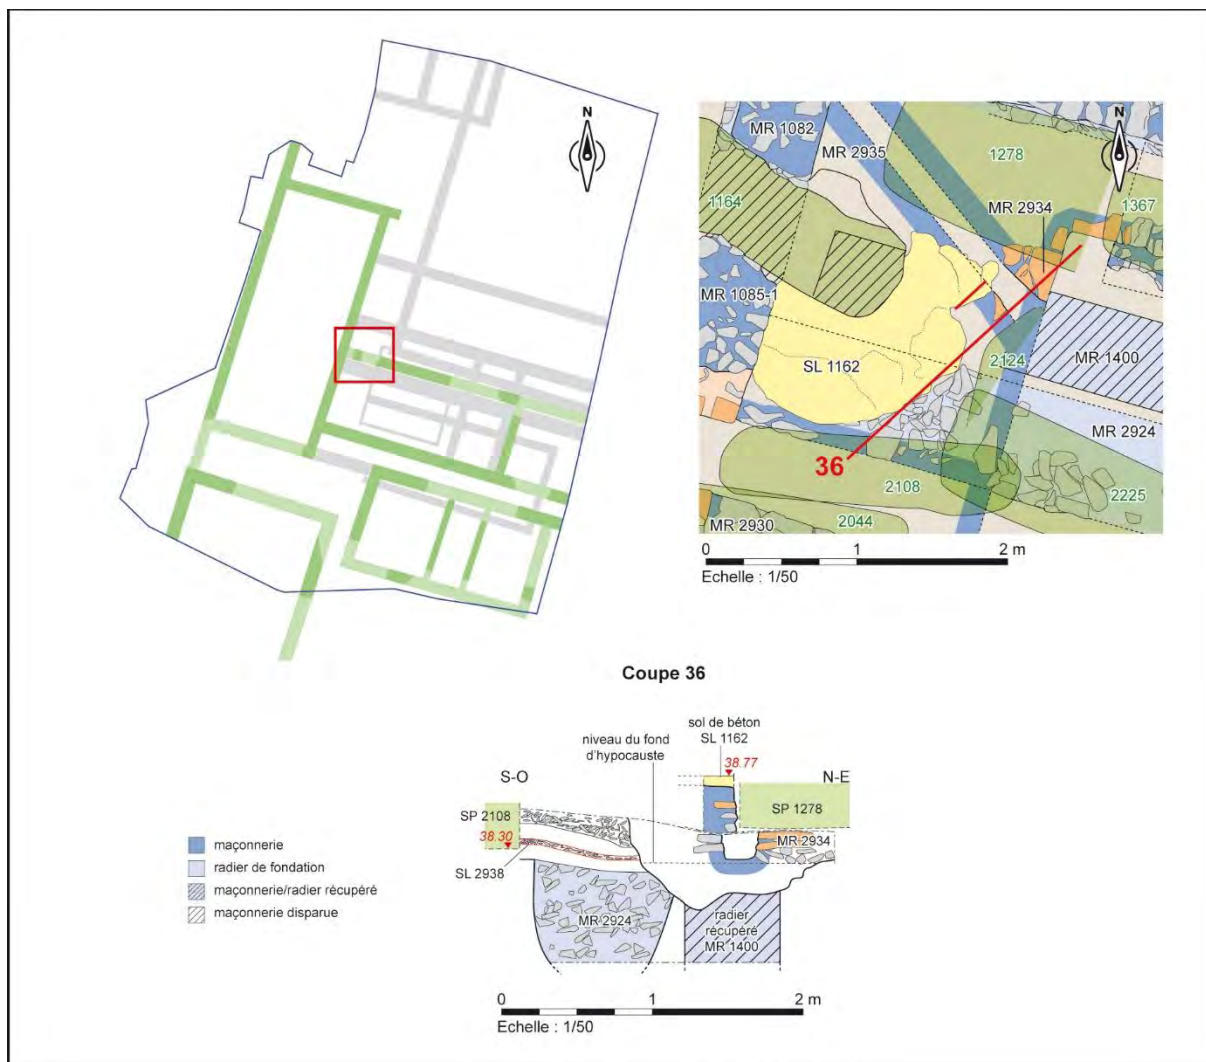 N
N
MR 1082
MR 2935
1278
1164
MR 2934
1367
MR 1085-1
SL 1162
2124
MR 1400
MR 2924
36
2108
2225
MR 2930
2044
0 1 2 m
Echelle : 1/50
Coupe 36
sol de béton
SL 1162
niveau du fond
d'hypocauste
38.77
S-O
N-E
SP 2108
SP 1278
38.30
MR 2934
SL 2938
MR 2924
radier
récupéré
MR 1400
maçonnerie
radier de fondation
maçonnerie/radier récupéré
maçonnerie disparue
0 1 2 m
Echelle : 1/50